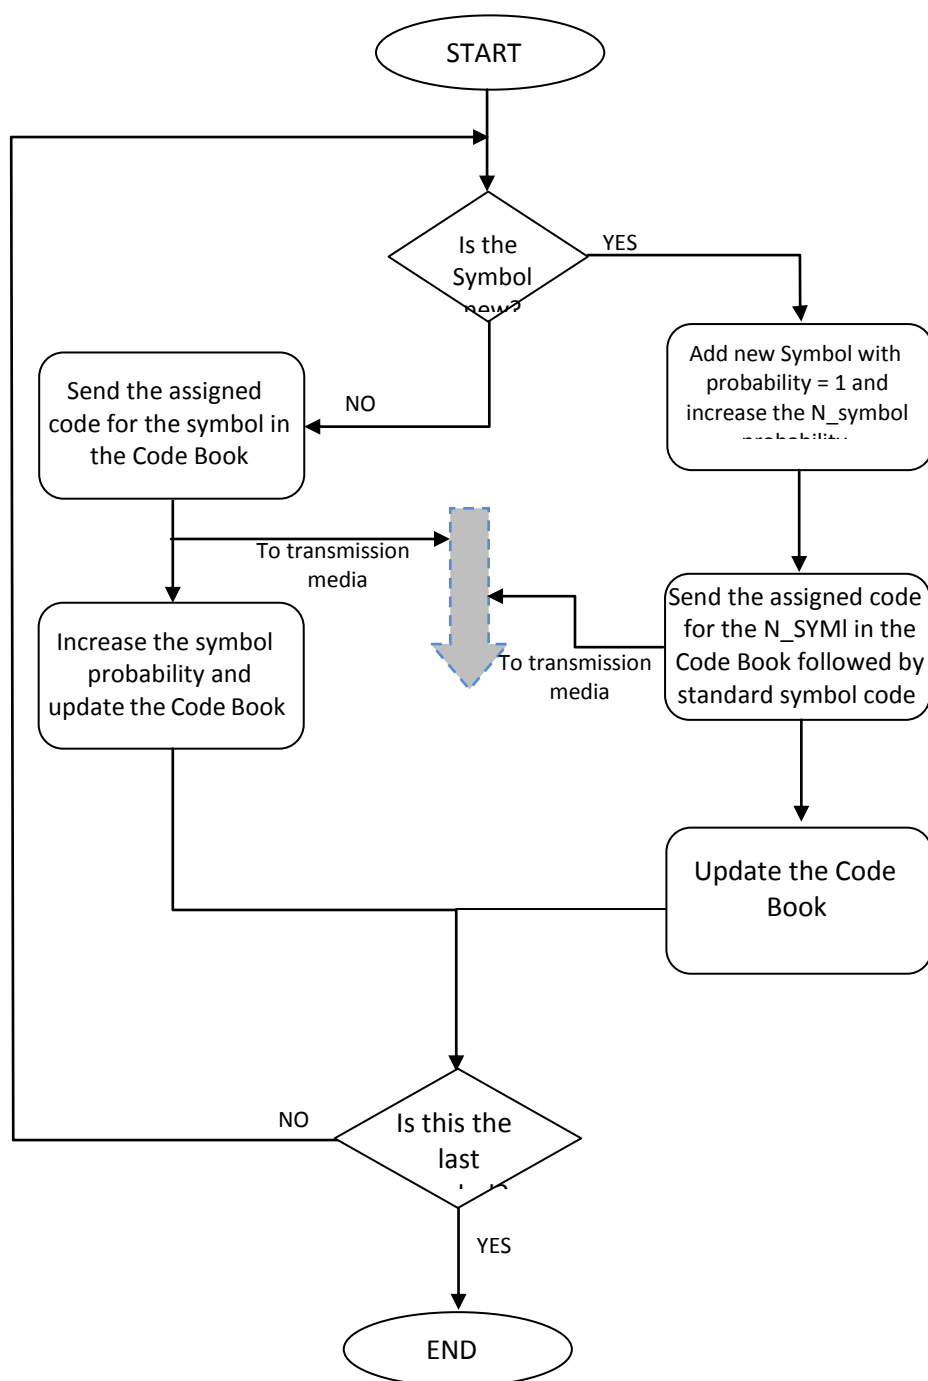 START
Is the
Symbol
new?
YES
Add new Symbol with
probability = 1 and
increase the N_symbol
probability
NO
Send the assigned
code for the symbol in
the Code Book
To transmission
media
Send the assigned code
for the N_SYMl in the
Code Book followed by
standard symbol code
To transmission
media
Increase the symbol
probability and
update the Code Book
Update the Code
Book
Is this the
last
NO
YES
END